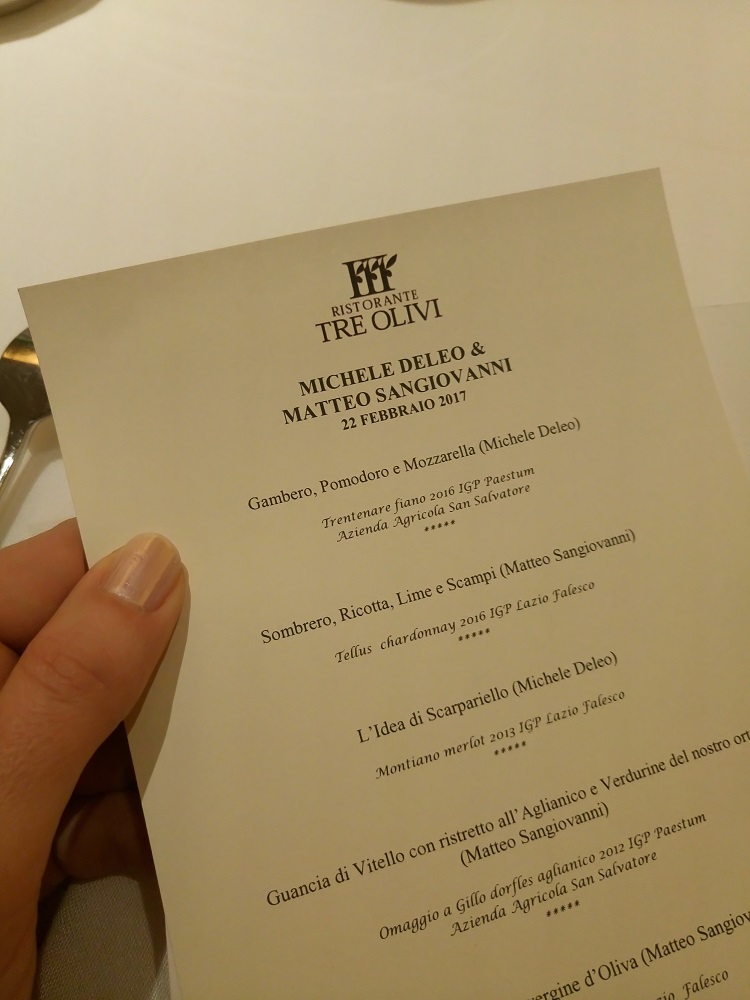 RISTORANTE
TRE OLIVI
MICHELE DELEO &
MATTEO SANGIOVANNI
22 FEBBRAIO 2017
Gambero, Pomodoro e Mozzarella (Michele Deleo)
Trentenare fiano 2016 IGP Paestum
Azienda Agricola San Salvatore
*****
Sombrero, Ricotta, Lime e Scampi (Matteo Sangiovanni)
Tellus chardonnay 2016 IGP Lazio Falesco
*****
L'Idea di Scarpariello (Michele Deleo)
Montiano merlot 2013 IGP Lazio Falesco
*****
Guancia di Vitello con ristretto all'Aglianico e Verdurine del nostro
(Matteo Sangiovanni)
Omaggio a Gillo dorfles aglianico 2012 IGP Paestum
Azienda Agricola San Salvatore
*****
d'Oliva (Matteo
Falesco